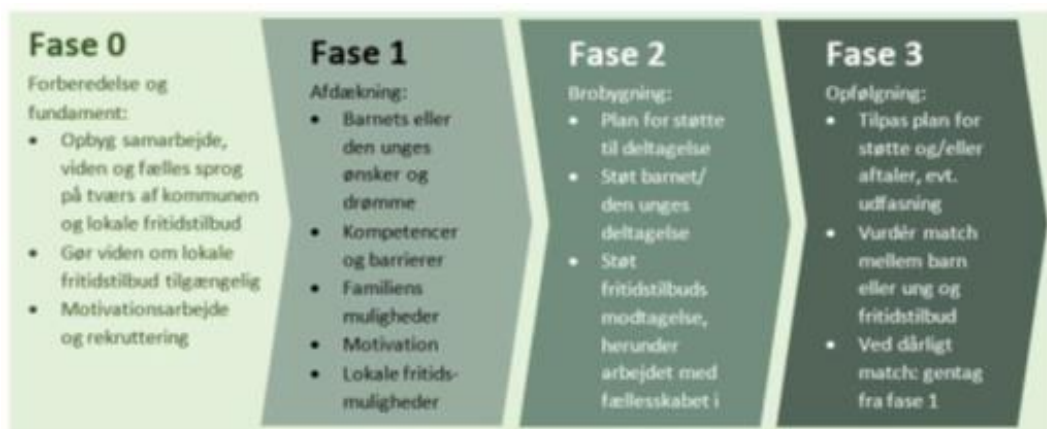 Fase 0
Forberedelse og
fundament:
• Opbyg samarbejde,
viden og fælles sprog
på tværs af kommunen
og lokale fritidstilbud
• Gør viden om lokale
fritidstilbud tilgængelig
• Motivationsarbejde
og rekruttering
Fase 1
Afdækning:
• Barnets eller
den unges
ønsker og
drømme
• Kompetencer
og barrierer
• Familiens
muligheder
• Motivation
• Lokale fritids-
muligheder
Fase 2
Brobygning:
• Plan for støtte
til deltagelse
• Støt barnet/
den unges
deltagelse
• Støt
fritidstilbuds
modtagelse,
herunder
arbejdet med
fællesskabet i
Fase 3
Opfølgning:
• Tilpas plan for
støtte og/eller
aftaler, evt.
udfasning
• Vurdér match
mellem barn
eller ung og
fritidstilbud
• Ved dårligt
match: gentag
fra fase 1